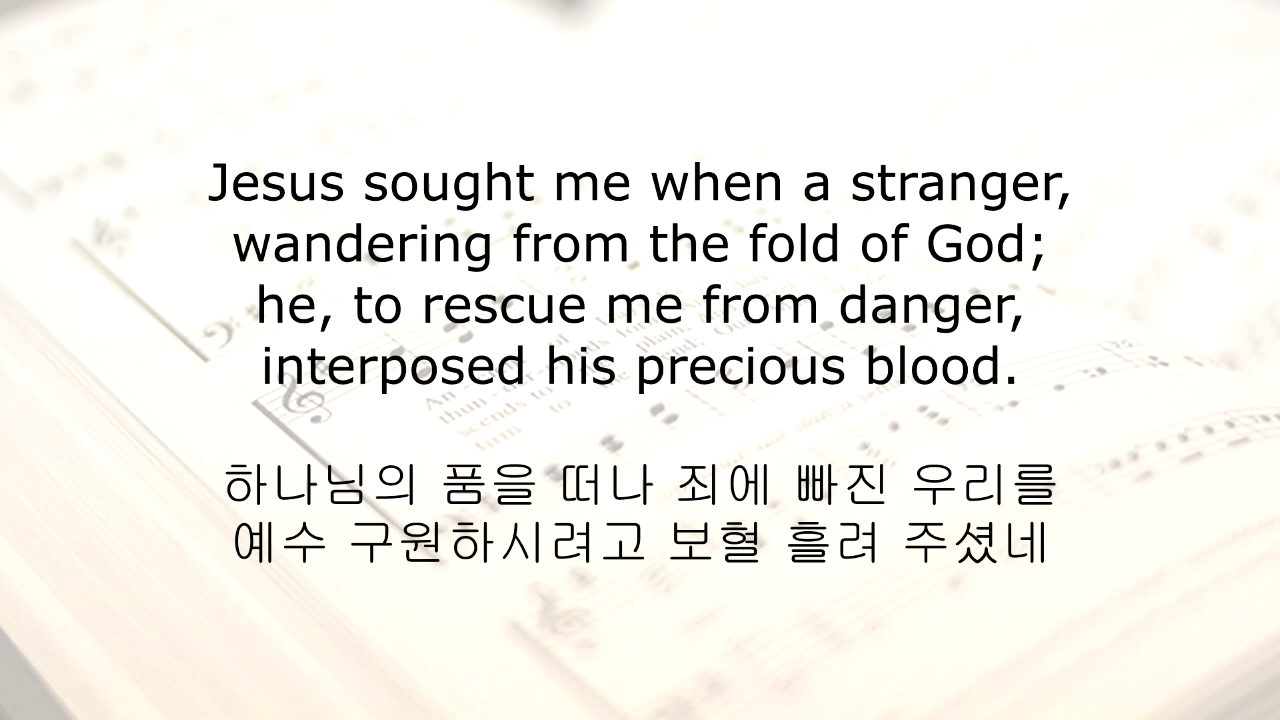 Jesus sought me when a stranger,
wandering from the fold of God;
he, to rescue me from danger,
interposed his precious blood.
하나님의 품을 떠나 죄에 빠진 우리를
예수 구원하시려고 보혈 흘려 주셨네